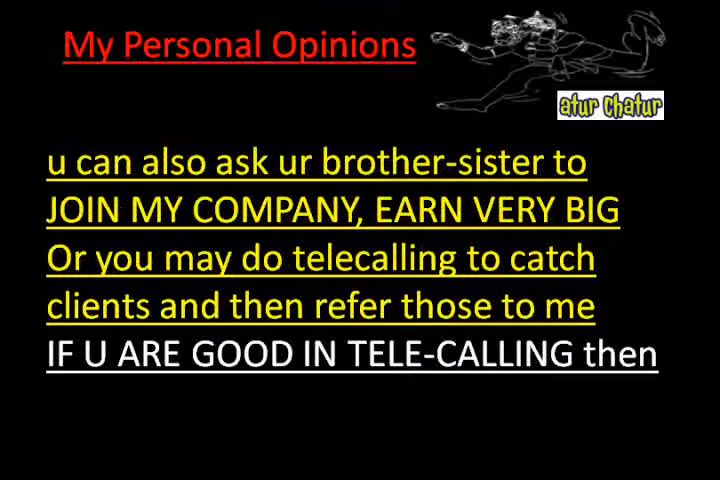 My Personal Opinions
atur chatur
u can also ask ur brother-sister to
JOIN MY COMPANY, EARN VERY BIG
Or you may do telecalling to catch
clients and then refer those to me
IF U ARE GOOD IN TELE-CALLING then